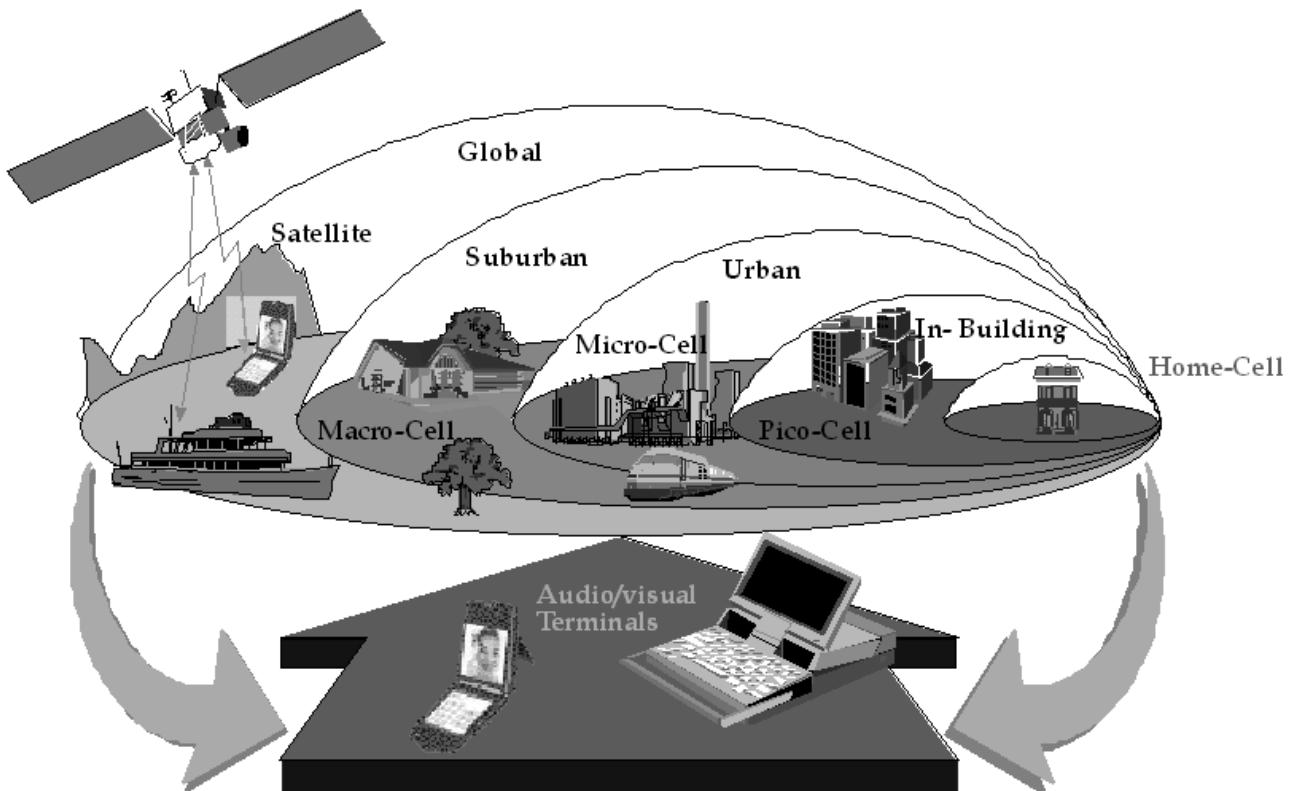 Global
Satellite
Suburban
Urban
In- Building
Micro-Cell
Home-Cell
Macro-Cell
Pico-Cell
Audio/visual
Terminals